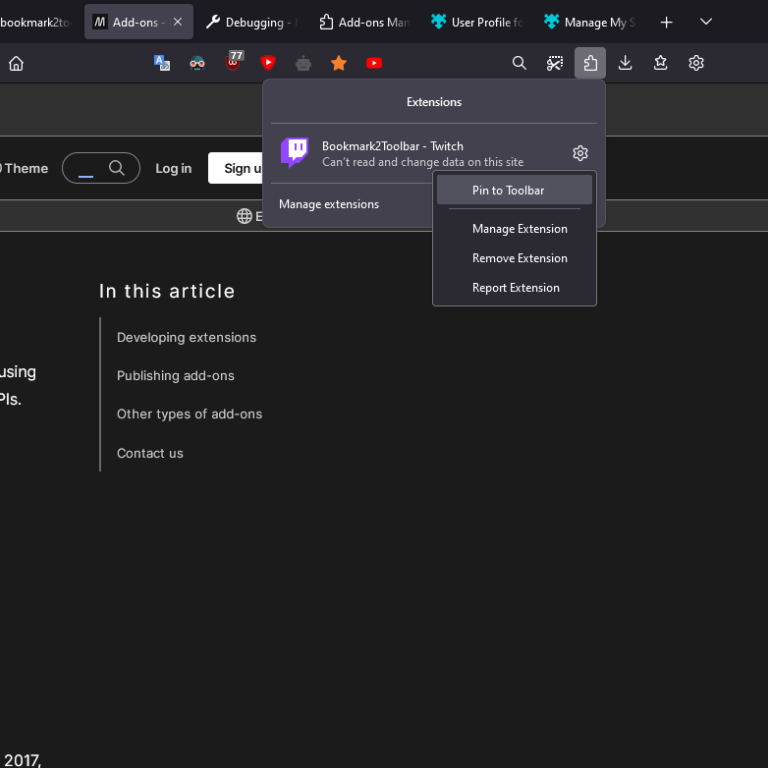 bookmark2to
Add-ons -
Debugging -
Add-ons Man
User Profile fo
Manage My S
77
Extensions
Bookmark2Toolbar - Twitch
Can't read and change data on this site
Theme
Log in
Sign u
Pin to Toolbar
Manage extensions
E
Manage Extension
Remove Extension
Report Extension
In this article
Developing extensions
using
Publishing add-ons
PIs.
Other types of add-ons
Contact us
2017,